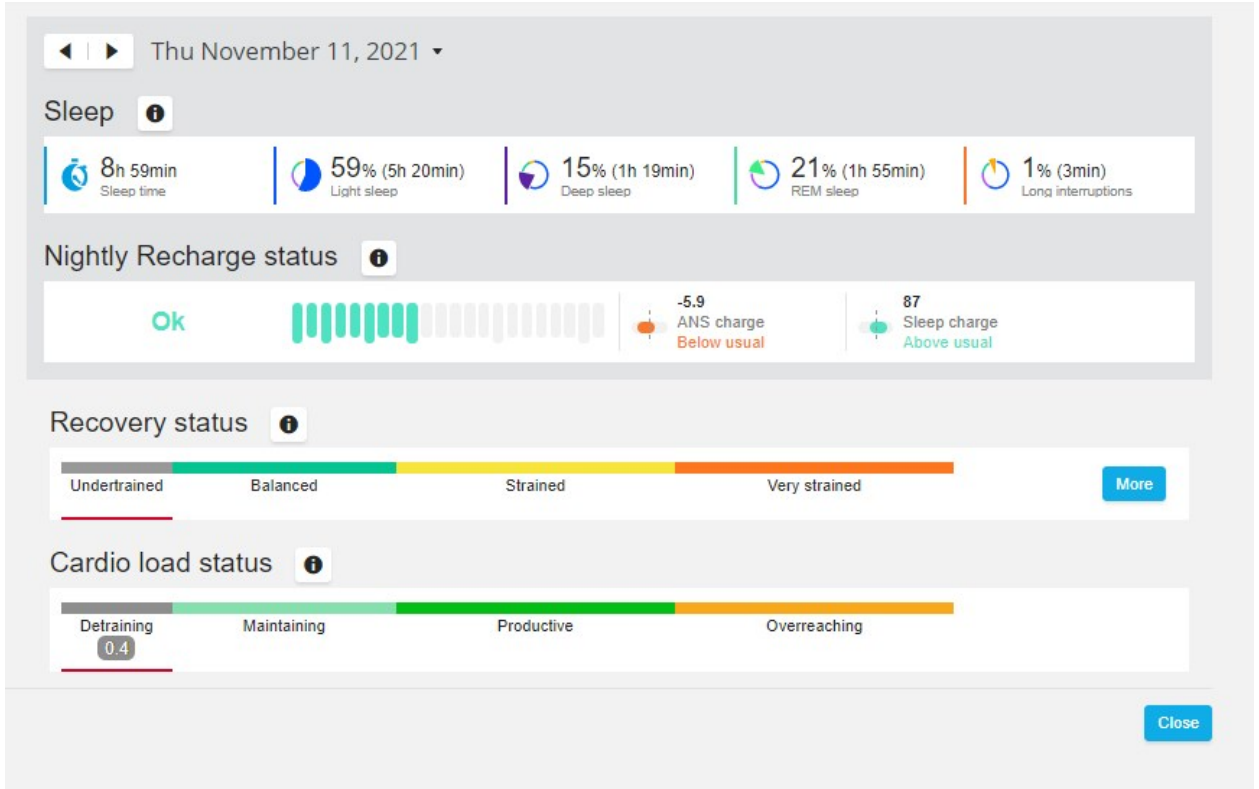 Thu November 11, 2021
Sleep
8h 59min
Sleep time
59% (5h 20min)
Light sleep
15% (1h 19min)
Deep sleep
21% (1h 55min)
REM sleep
1% (3min)
Long interruptions
Nightly Recharge status
Ok
-5.9
ANS charge
Below usual
87
Sleep charge
Above usual
Recovery status
Undertrained
Balanced
Strained
Very strained
More
Cardio load status
Detraining
0.4
Maintaining
Productive
Overreaching
Close